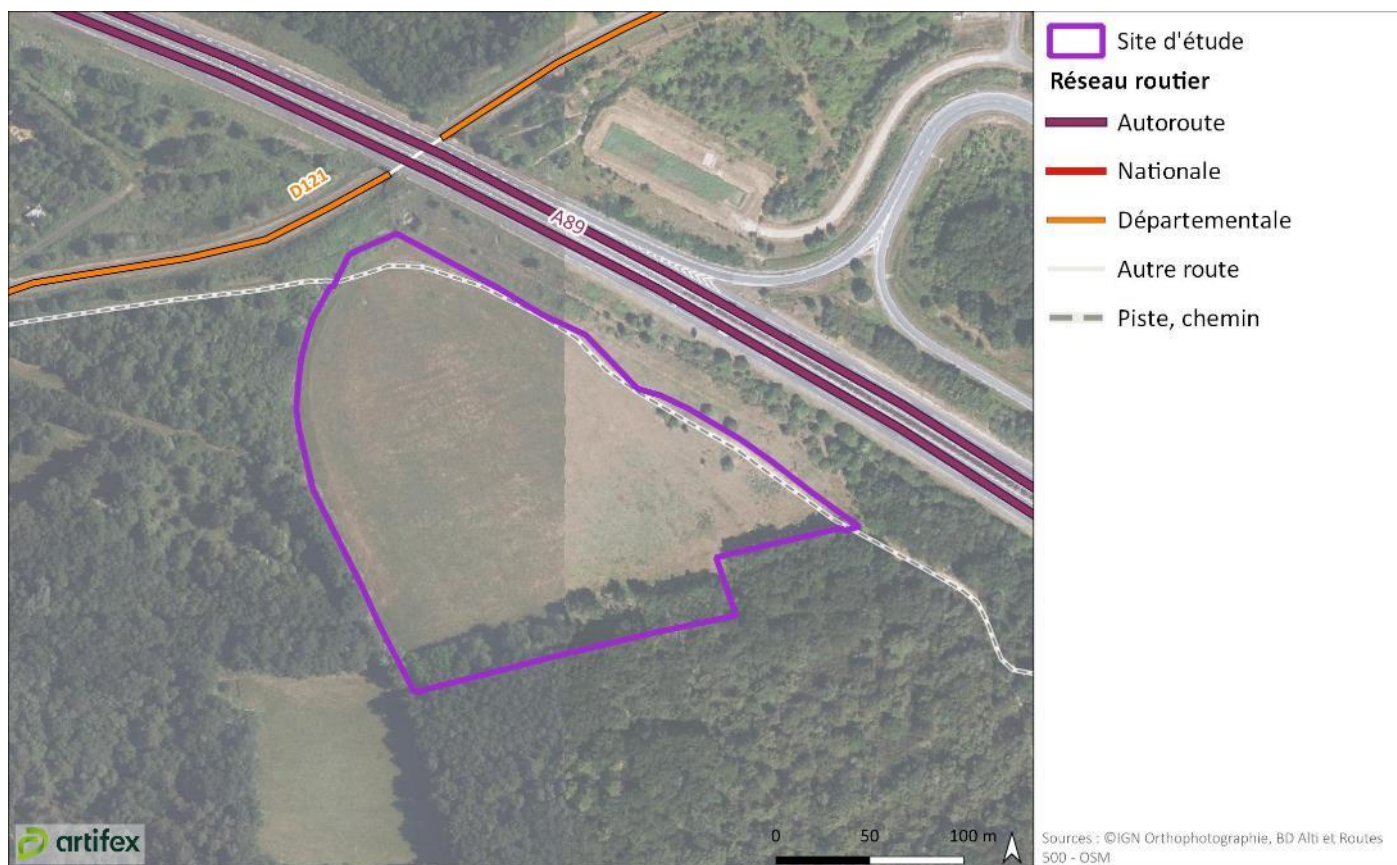 Site d'étude
Réseau routier
Autoroute
Nationale
Départementale
Autre route
Piste, chemin
D121
A89
artifex
0 50 100 m
Sources : ©IGN Orthophotographie, BD Alti et Routes
500 - OSM